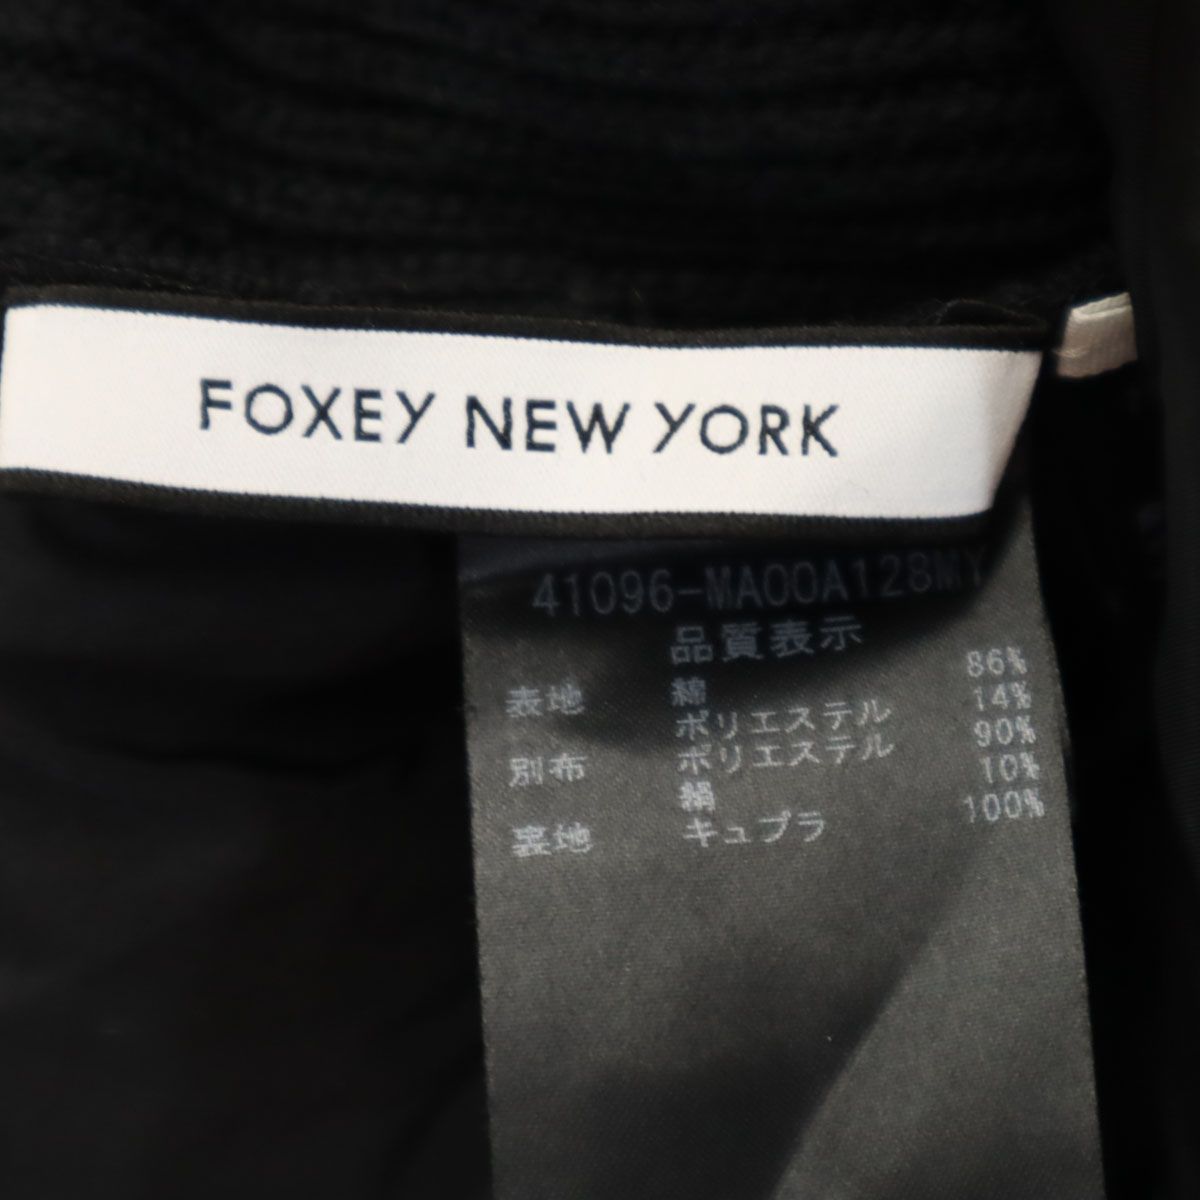 FOXEY NEW YORK
41096-MA00A128MY
品質表示
表地 綿 86%
ポリエステル 14%
別布 ポリエステル 90%
絹 10%
裏地 キュプラ 100%